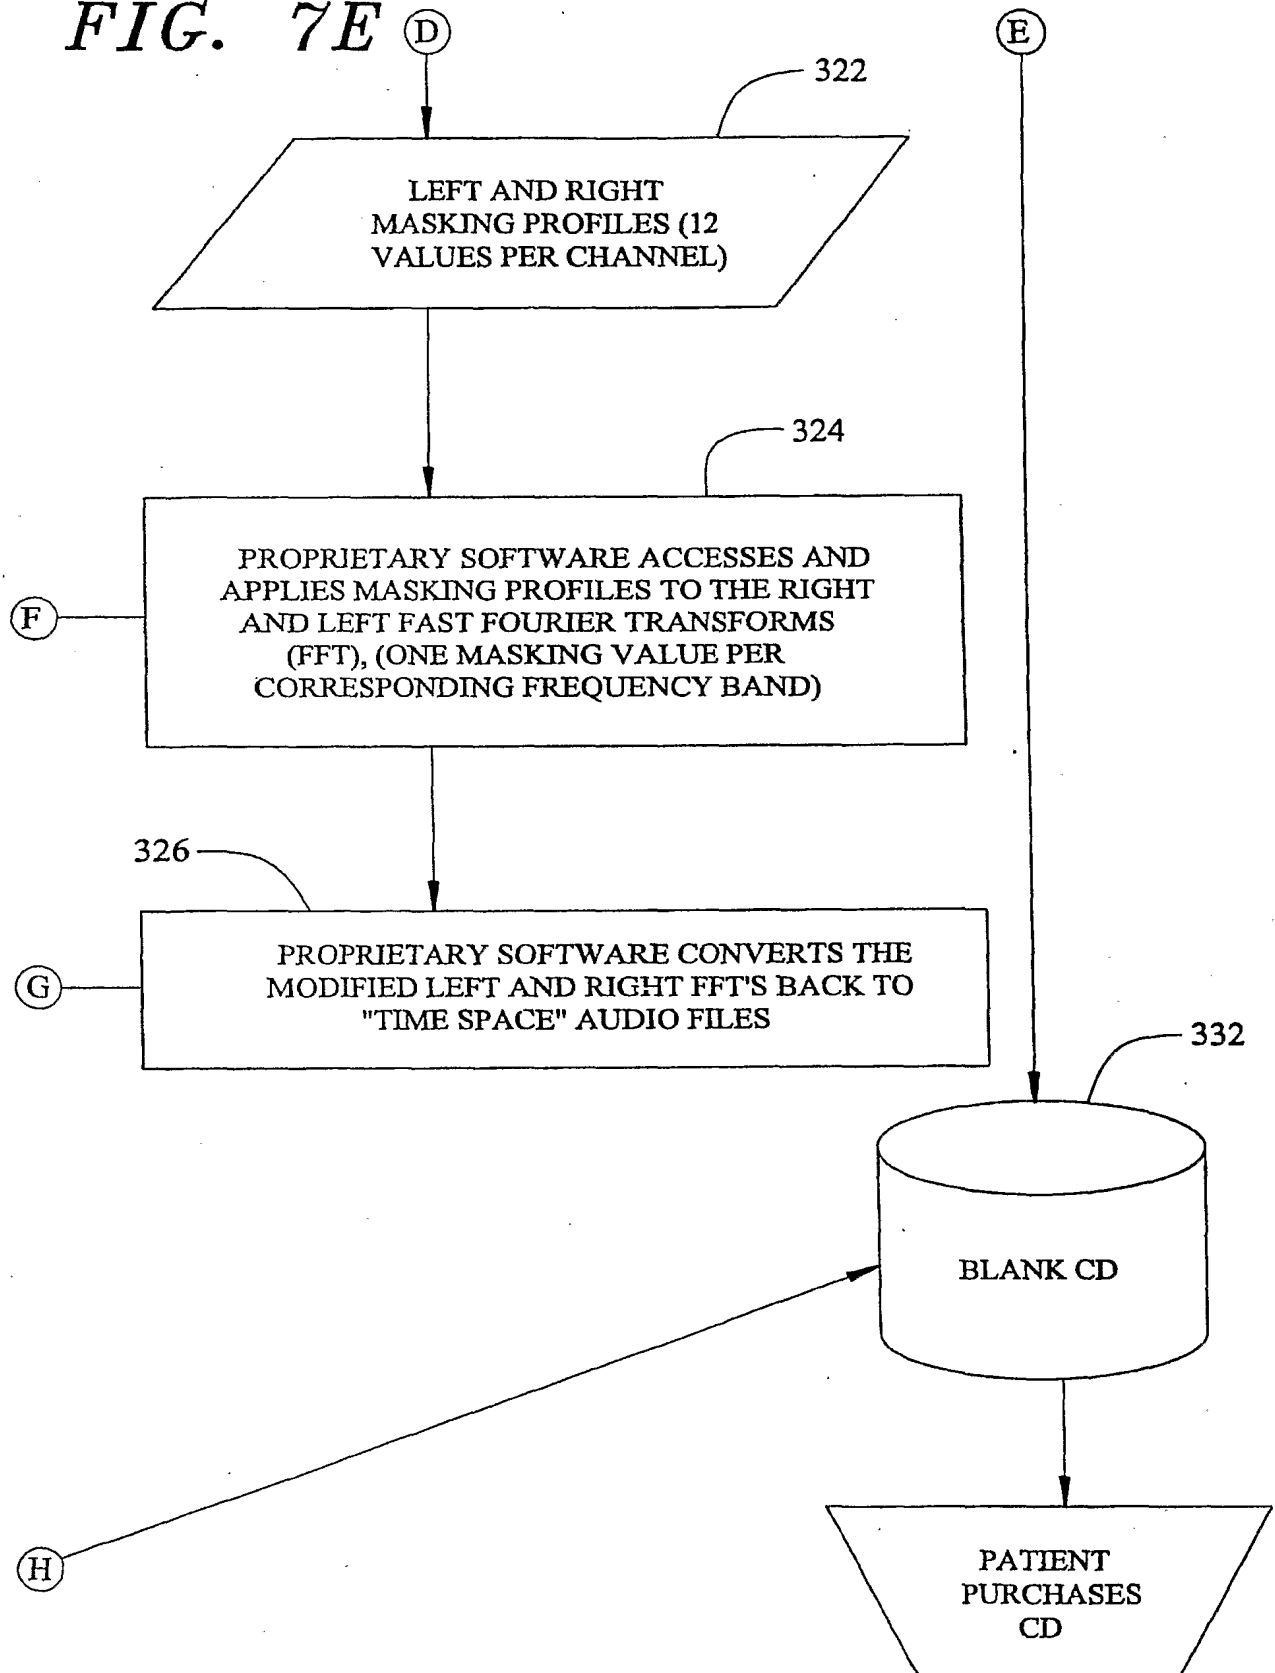 FIG. 7E
D
E
322
LEFT AND RIGHT
MASKING PROFILES (12
VALUES PER CHANNEL)
324
PROPRIETARY SOFTWARE ACCESSES AND
APPLIES MASKING PROFILES TO THE RIGHT
AND LEFT FAST FOURIER TRANSFORMS
(FFT), (ONE MASKING VALUE PER
CORRESPONDING FREQUENCY BAND)
F
326
PROPRIETARY SOFTWARE CONVERTS THE
MODIFIED LEFT AND RIGHT FFT'S BACK TO
"TIME SPACE" AUDIO FILES
G
332
BLANK CD
H
PATIENT
PURCHASES
CD